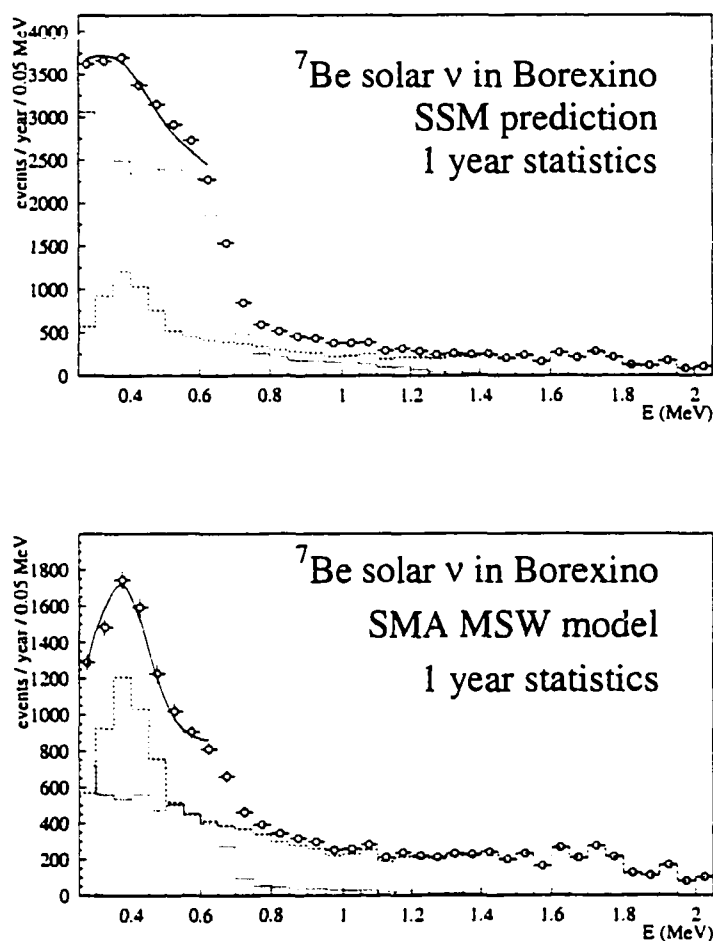 4000
3500
3000
2500
2000
1500
1000
500
0
events / year / 0.05 MeV
⁷Be solar ν in Borexino
SSM prediction
1 year statistics
0.4 0.6 0.8 1 1.2 1.4 1.6 1.8 2
E (MeV)
1800
1600
1400
1200
1000
800
600
400
200
0
events / year / 0.05 MeV
⁷Be solar ν in Borexino
SMA MSW model
1 year statistics
0.4 0.6 0.8 1 1.2 1.4 1.6 1.8 2
E (MeV)